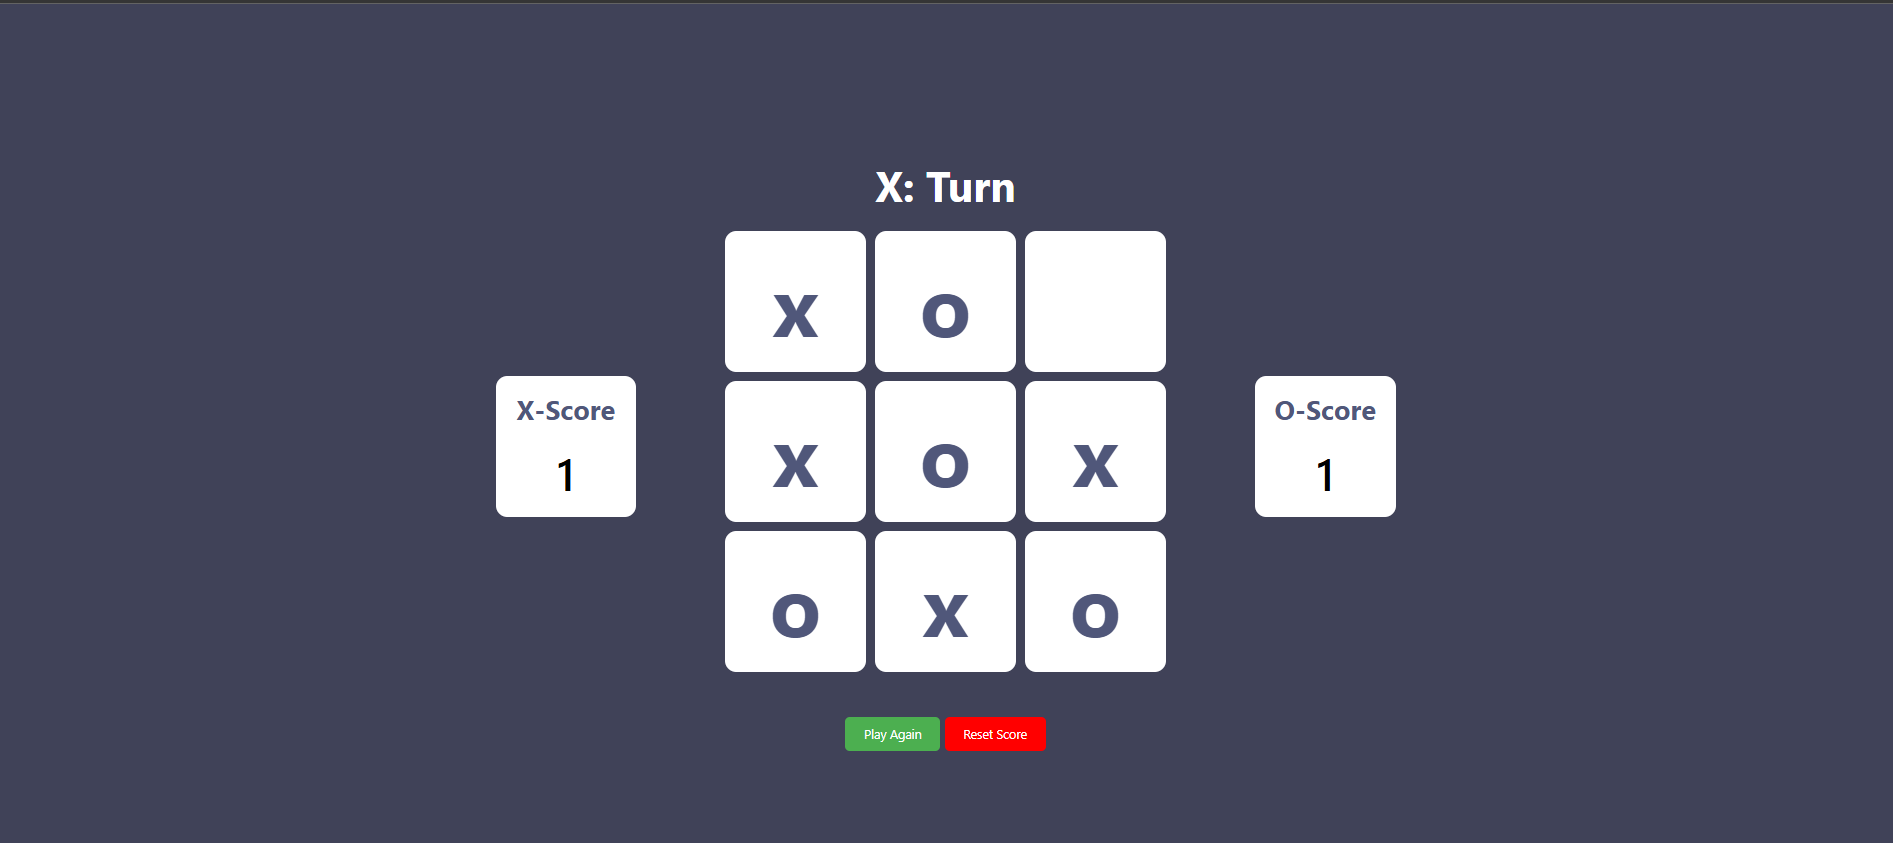 X: Turn
X O
X-Score
1
X O X
O-Score
1
O X O
Play Again Reset Score